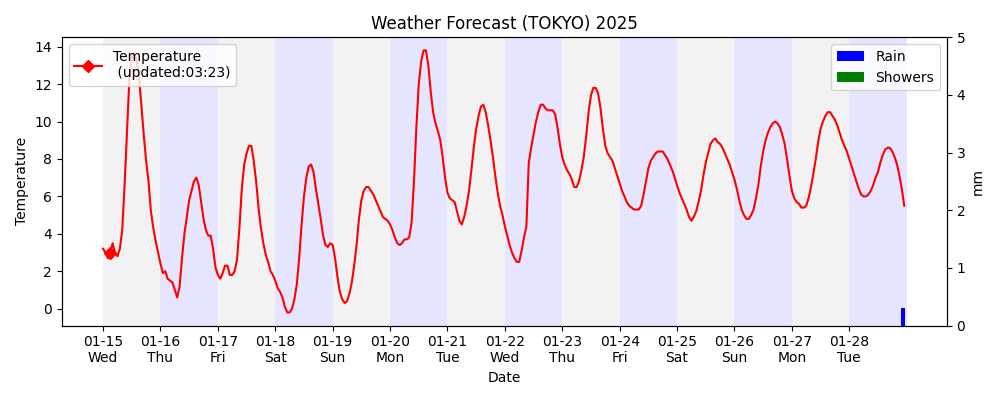 Weather Forecast (TOKYO) 2025
Temperature
(updated:03:23)
Rain
Showers
Temperature
14
12
10
8
6
4
2
0
5
4
3
2
1
0
mm
01-15 01-16 01-17 01-18 01-19 01-20 01-21 01-22 01-23 01-24 01-25 01-26 01-27 01-28
Wed Thu Fri Sat Sun Mon Tue Wed Thu Fri Sat Sun Mon Tue
Date